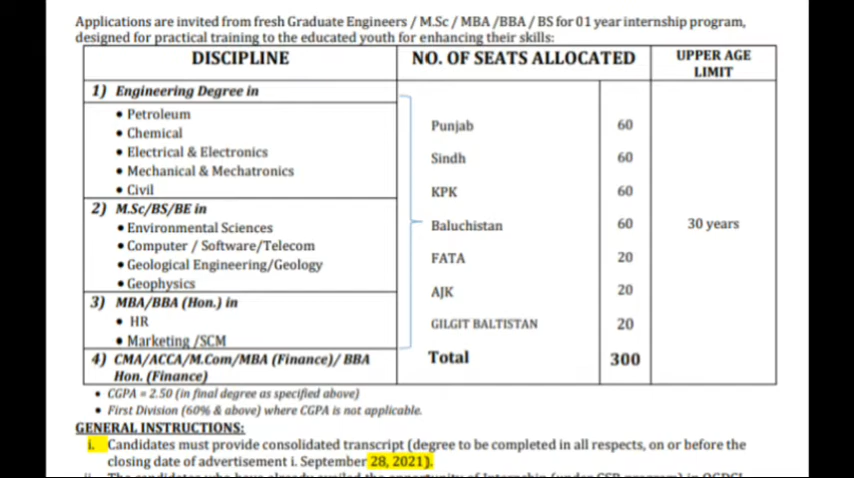 Applications are invited from fresh Graduate Engineers / M.Sc / MBA /BBA / BS for 01 year internship program,
designed for practical training to the educated youth for enhancing their skills:
DISCIPLINE
NO. OF SEATS ALLOCATED
UPPER AGE LIMIT
1) Engineering Degree in
• Petroleum
• Chemical
• Electrical & Electronics
• Mechanical & Mechatronics
• Civil
2) M.Sc/BS/BE in
• Environmental Sciences
• Computer / Software/Telecom
• Geological Engineering/Geology
• Geophysics
3) MBA/BBA (Hon.) in
• HR
• Marketing /SCM
4) CMA/ACCA/M.Com/MBA (Finance)/ BBA
Hon. (Finance)
Punjab 60
Sindh 60
KPK 60
Baluchistan 60
FATA 20
AJK 20
GILGIT BALTISTAN 20
Total 300
30 years
• CGPA = 2.50 (in final degree as specified above)
• First Division (60% & above) where CGPA is not applicable.
GENERAL INSTRUCTIONS:
i. Candidates must provide consolidated transcript (degree to be completed in all respects, on or before the
closing date of advertisement i. September 28, 2021).